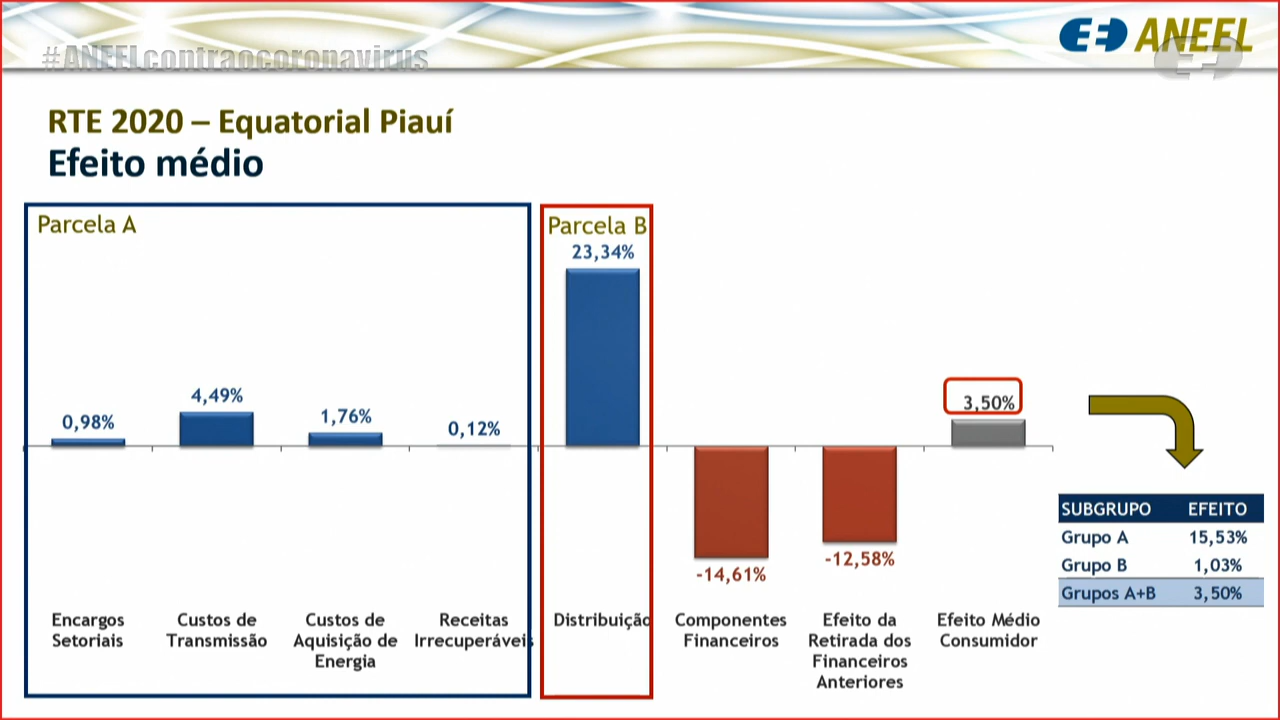 #ANEELcontraocoronavirus
ANEEL
RTE 2020 – Equatorial Piauí
Efeito médio
Parcela A
Parcela B
23,34%
0,98%
4,49%
1,76%
0,12%
3,50%
-14,61%
-12,58%
Encargos
Setoriais
Custos de
Transmissão
Custos de
Aquisição de
Energia
Receitas
Irrecuperáveis
Distribuição
Componentes
Financeiros
Efeito da
Retirada dos
Financeiros
Anteriores
Efeito Médio
Consumidor
SUBGRUPO EFEITO
Grupo A 15,53%
Grupo B 1,03%
Grupos A+B 3,50%